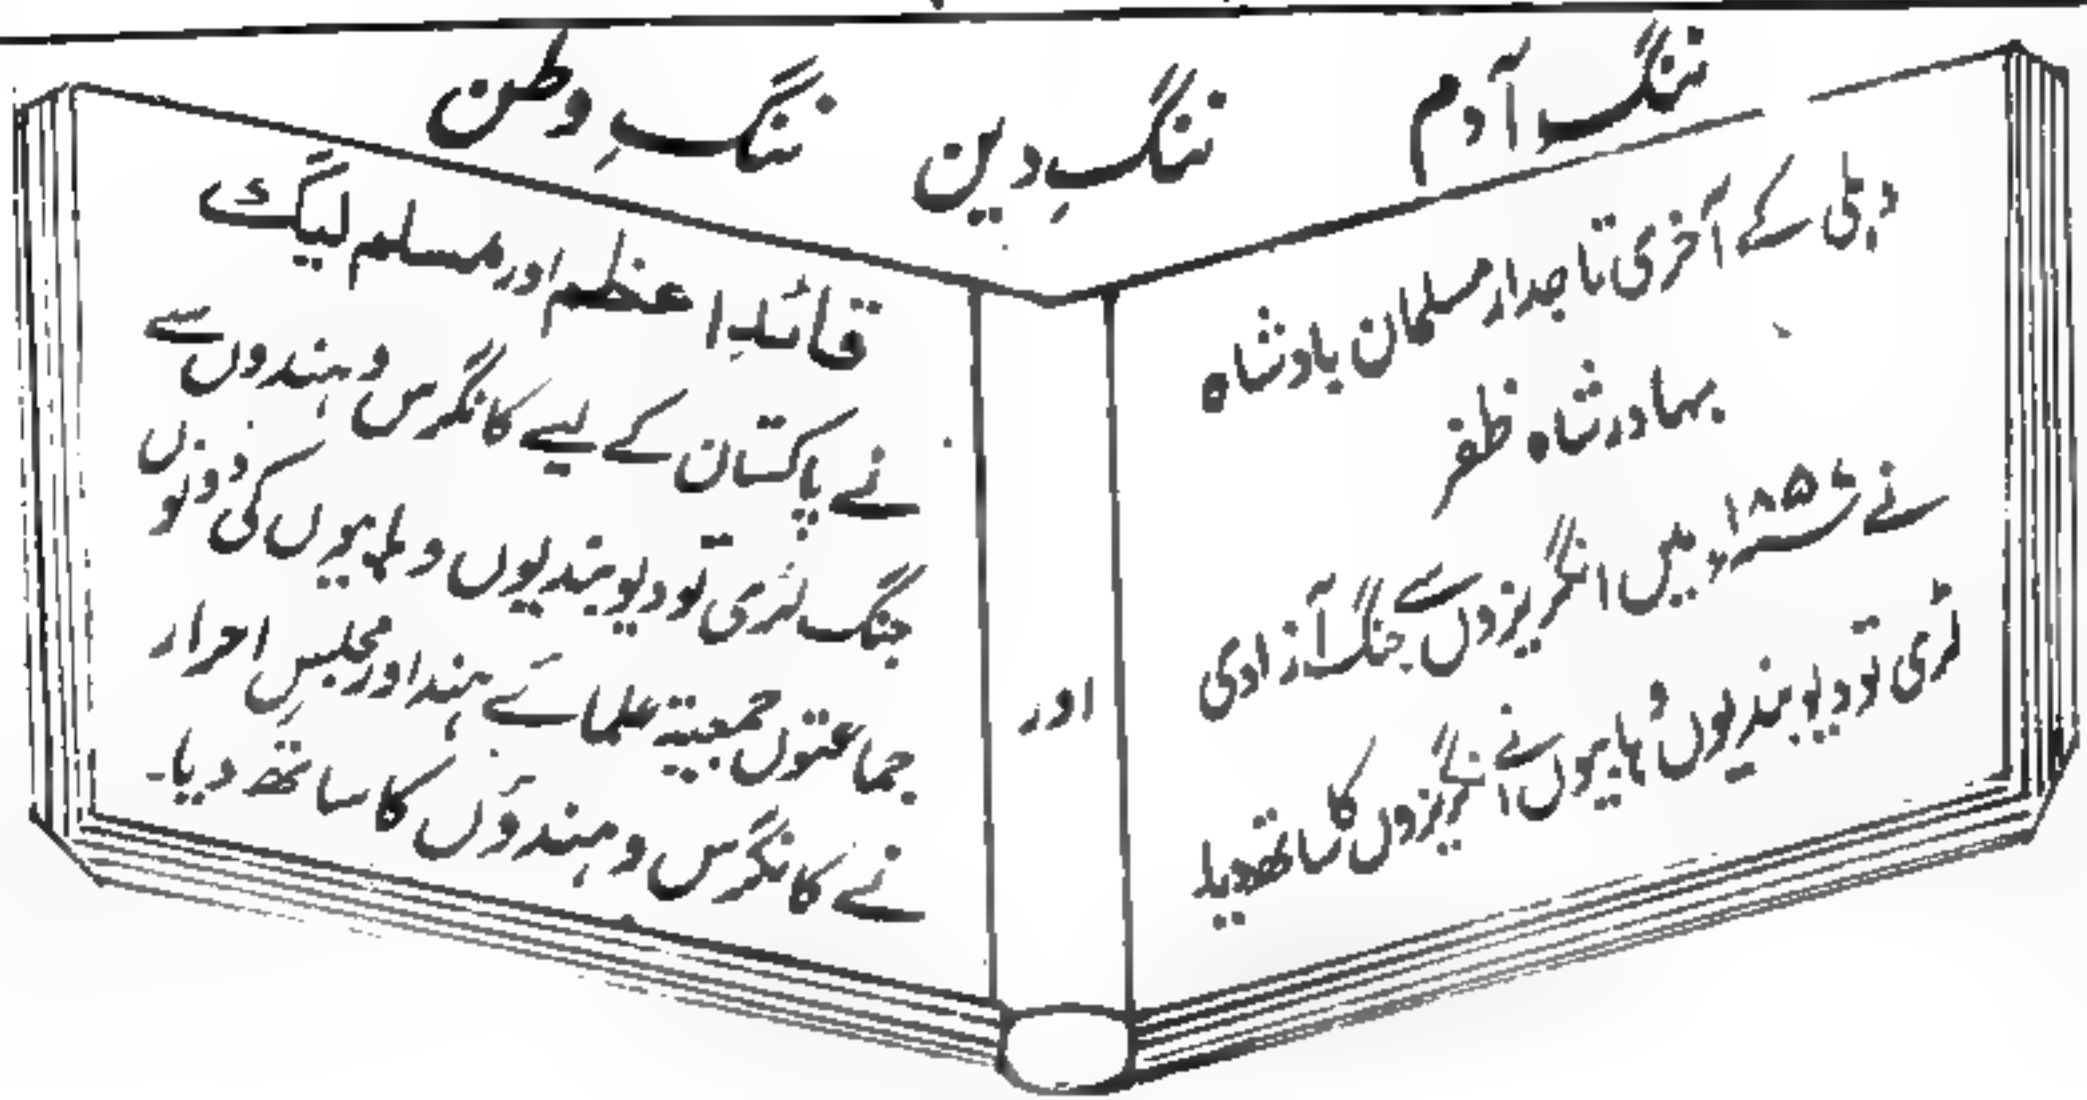 ننگِ آدم ننگِ دین ننگِ وطن
دہلی کے آخری تاجدار مسلمان بادشاہ
بہادر شاہ ظفر
نے ۱۸۵۷ء میں انگریزوں سے جنگ آزادی
لڑی تو دیوبندیوں وہابیوں نے انگریزوں کا ساتھ دیا۔
اور
قائدِ اعظم اور مسلم لیگ
نے پاکستان کے لیے کانگرس و ہندوں سے
جنگ لڑی تو دیوبندیوں وہابیوں کی دونوں
جماعتوں جمعیتہ علمائے ہند اور مجلسِ احرار
نے کانگرس و ہندوؤں کا ساتھ دیا۔